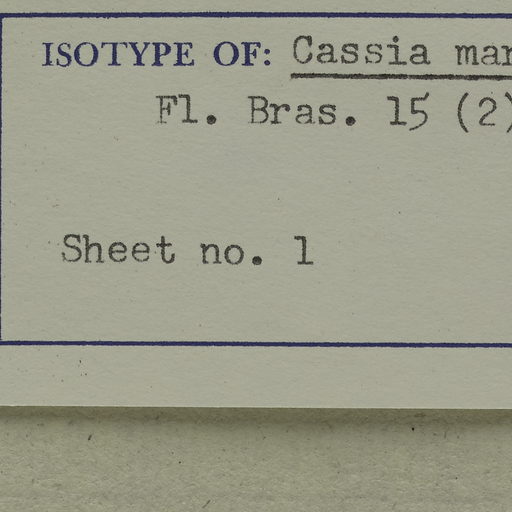 ISOTYPE OF: Cassia mar
Fl. Bras. 15 (2)
Sheet no. 1